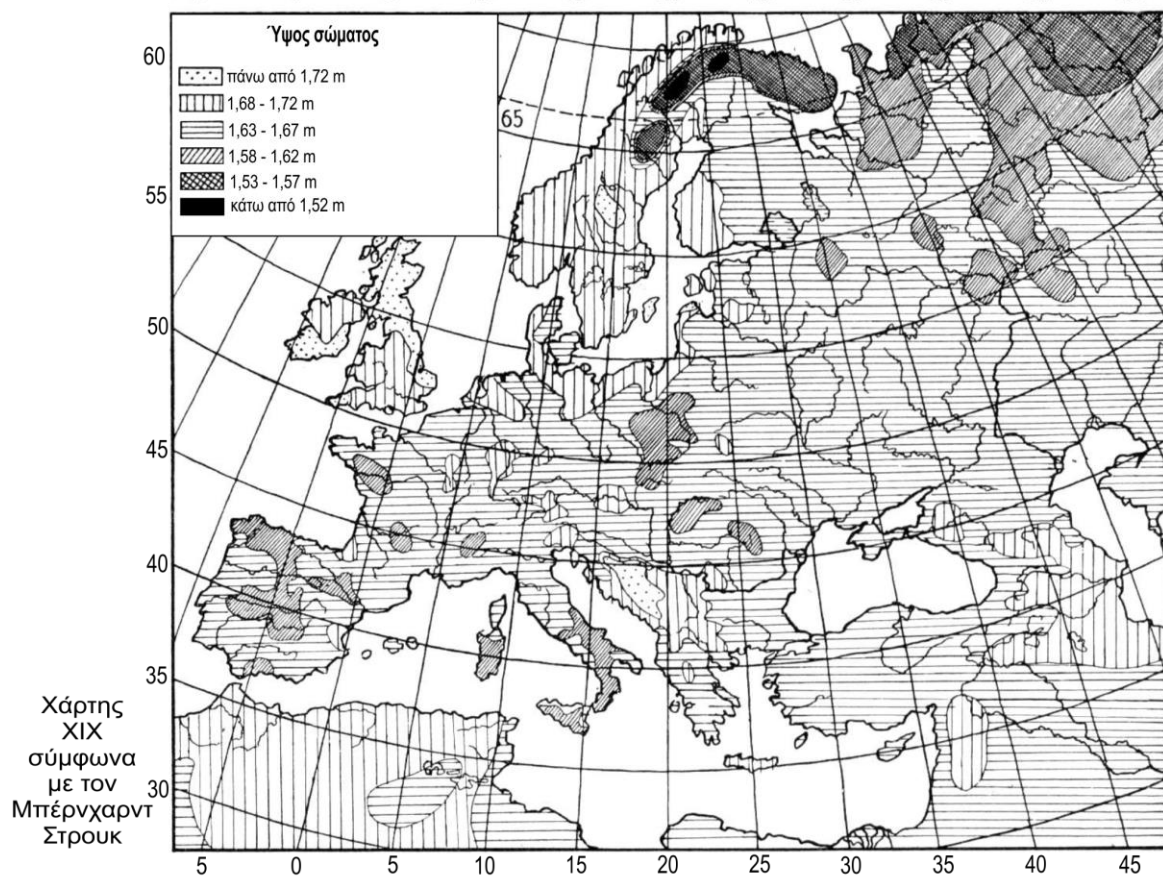 Ύψος σώματος
πάνω από 1,72 m
1,68 - 1,72 m
1,63 - 1,67 m
1,58 - 1,62 m
1,53 - 1,57 m
κάτω από 1,52 m
60
65
55
50
45
40
35
30
Χάρτης
XIX
σύμφωνα
με τον
Μπέρνχαρντ
Στρουκ
5 0 5 10 15 20 25 30 35 40 45